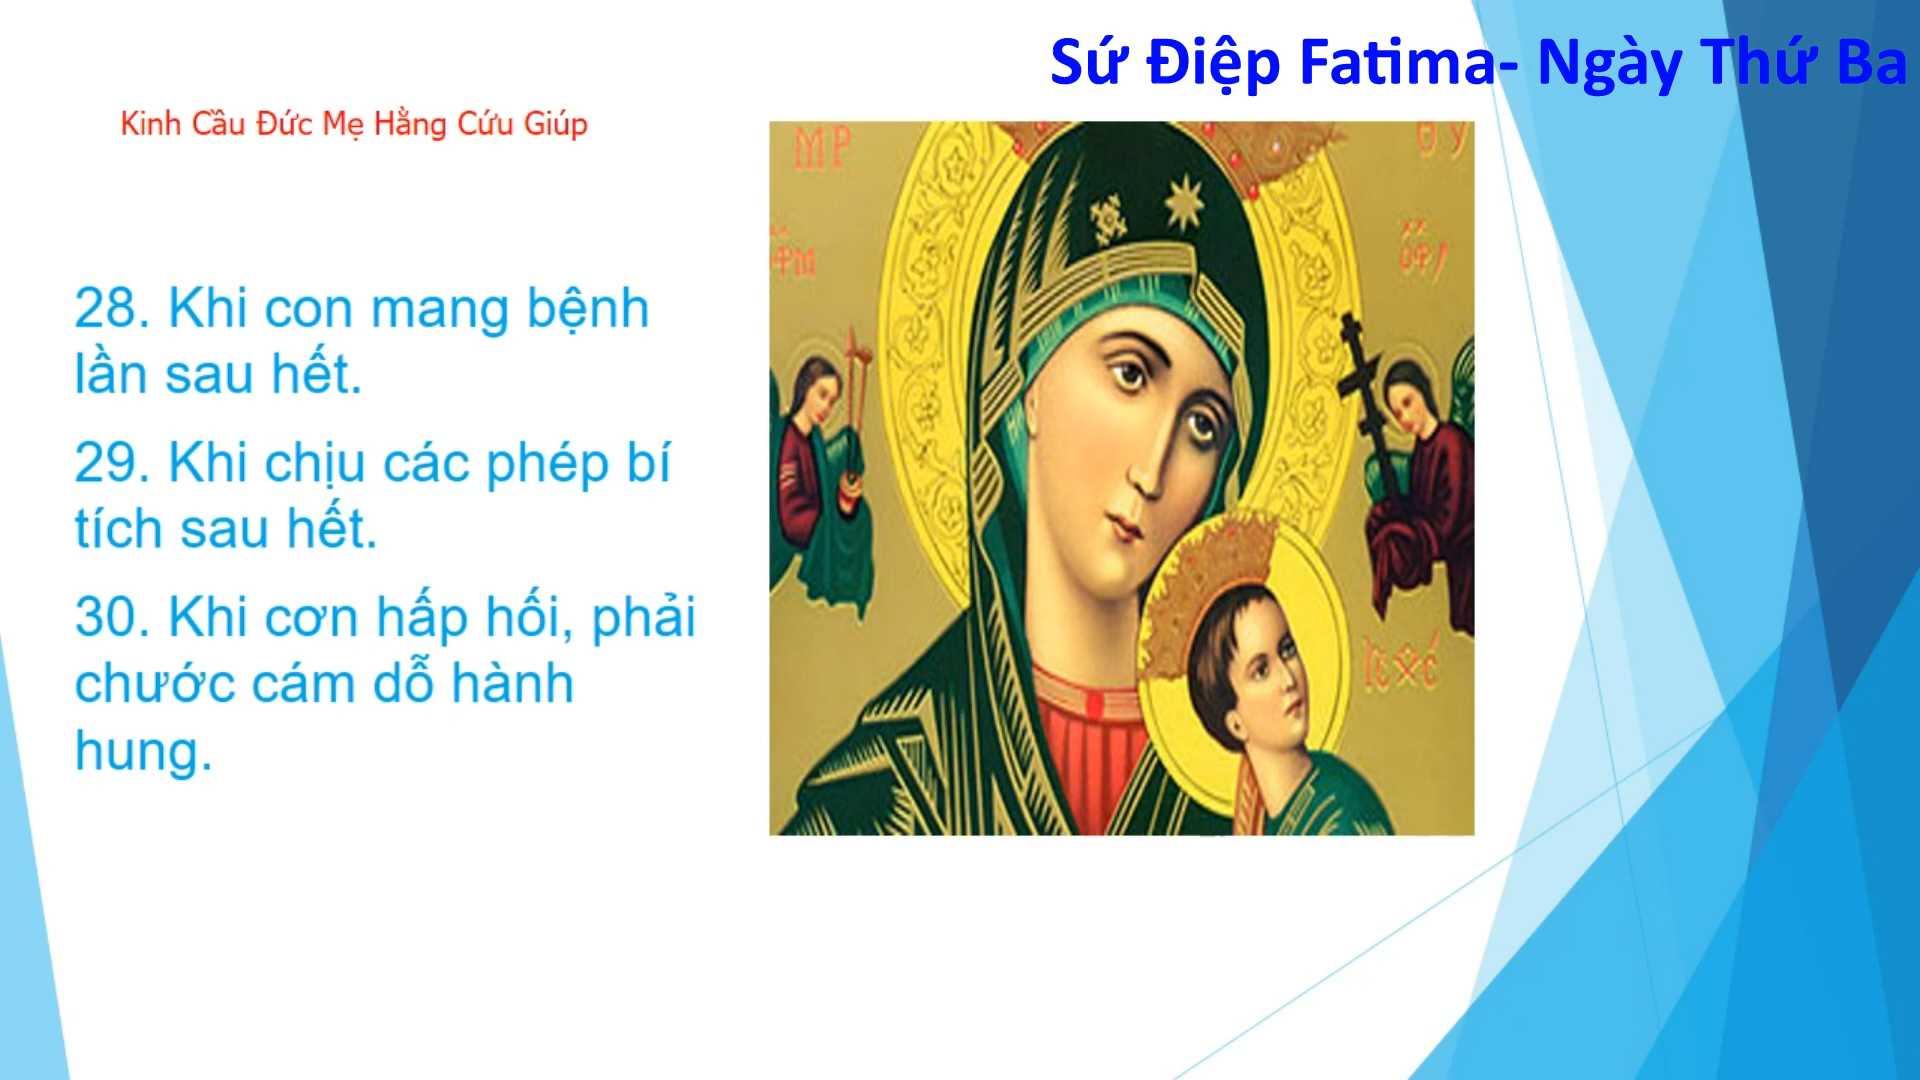 Sứ Điệp Fatima- Ngày Thứ Ba
Kinh Cầu Đức Mẹ Hằng Cứu Giúp
28. Khi con mang bệnh
lần sau hết.
29. Khi chịu các phép bí
tích sau hết.
30. Khi cơn hấp hối, phải
chước cám dỗ hành
hung.